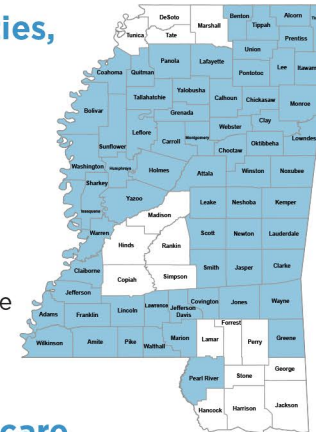 ies,
DeSoto
Marshall
Benton
Tippah
Alcorn
Tunica
Tate
Prentiss
Union
Panola
Lafayette
Coahoma
Quitman
Pontotoc
Lee
Itawam
Yalobusha
Tallahatchie
Calhoun
Chickasaw
Monroe
Bolivar
Grenada
Clay
Leflore
Webster
Carroll
Montgomery
Oktibbeha
Lowndes
Sunflower
Choctaw
Washington
Humphreys
Holmes
Attala
Winston
Noxubee
Sharkey
Yazoo
Leake
Neshoba
Kemper
Issaquena
Madison
Warren
Scott
Newton
Lauderdale
Hinds
Rankin
Claiborne
Smith
Jasper
Clarke
Simpson
Copiah
Jefferson
e
Lawrence
Jefferson
Davis
Covington
Jones
Wayne
Adams
Franklin
Lincoln
Forrest
Wilkinson
Amite
Pike
Walthall
Marion
Lamar
Perry
Greene
George
Stone
Pearl River
Hancock
Harrison
Jackson
care